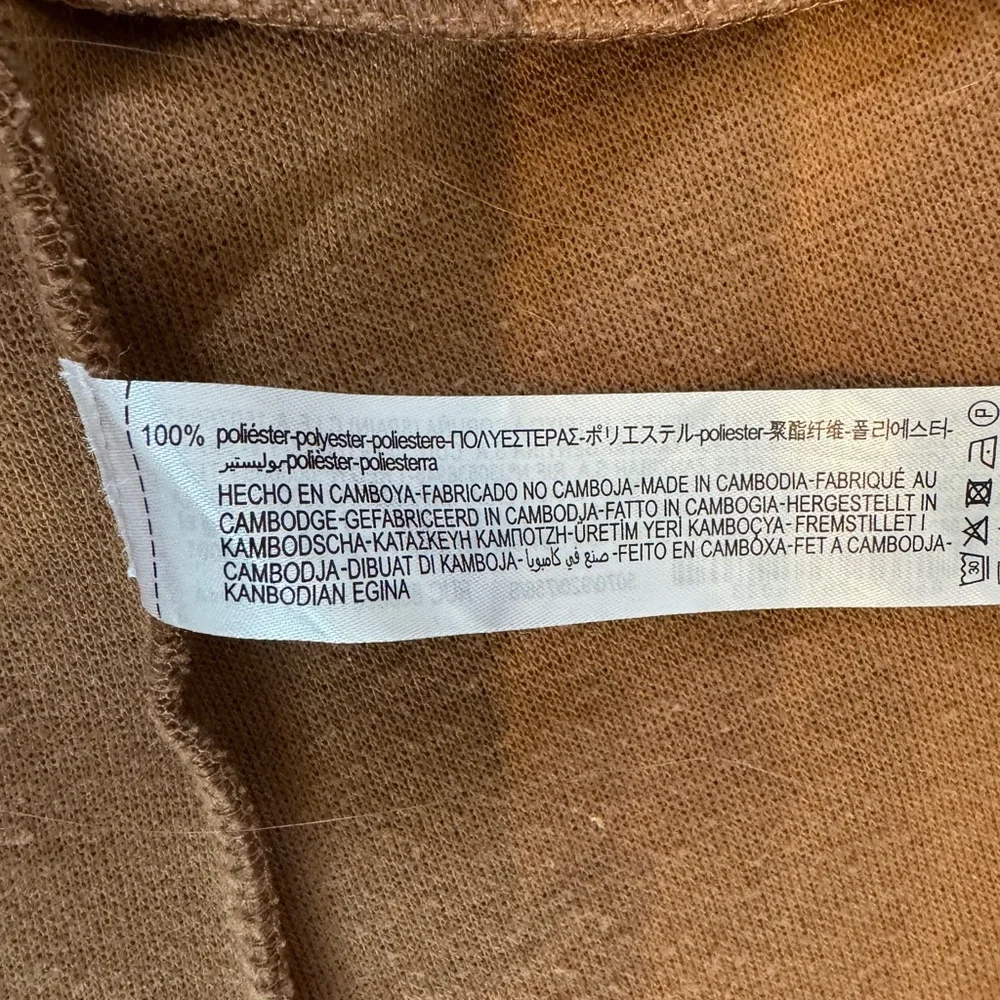 100% poliéster-polyester-poliestere-ΠΟΛΥΕΣΤΕΡΑΣ-ポリエステル-poliester-聚酯纤维-폴리에스터-
بوليستير-polièster-poliesterra
HECHO EN CAMBOYA-FABRICADO NO CAMBOJA-MADE IN CAMBODIA-FABRIQUÉ AU
CAMBODGE-GEFABRICEERD IN CAMBODJA-FATTO IN CAMBOGIA-HERGESTELLT IN
KAMBODSCHA-ΚΑΤΑΣΚΕΥΗ ΚΑΜΠΟΤΖΗ-ÜRETİM YERİ KAMBOÇYA-FREMSTILLET I
CAMBODJA-DIBUAT DI KAMBOJA-صنع في كامبوديا-FEITO EN CAMBOXA-FET A CAMBODJA-
KANBODIAN EGINA
P
30